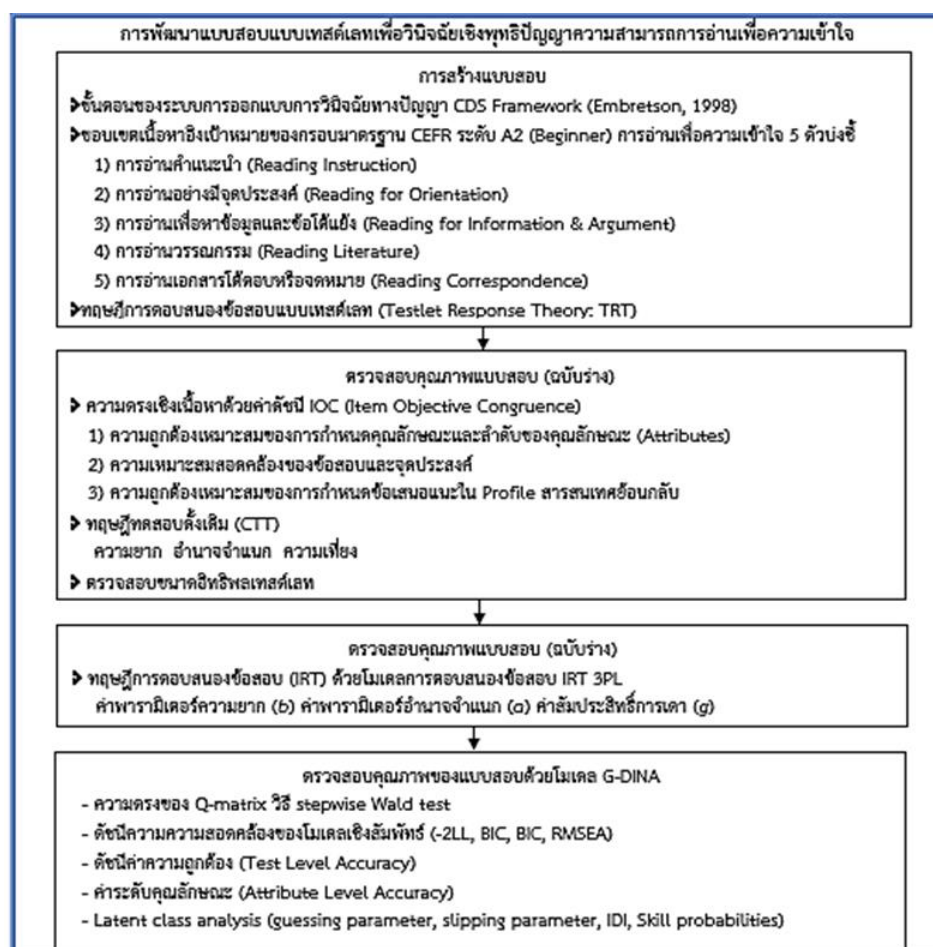 การพัฒนาแบบสอบแบบเทสต์เลทเพื่อวินิจฉัยเชิงพุทธิปัญญาความสามารถการอ่านเพื่อความเข้าใจ
การสร้างแบบสอบ
➤ขั้นตอนของระบบการออกแบบการวินิจฉัยทางปัญญา CDS Framework (Embretson, 1998)
➤ขอบเขตเนื้อหาอิงเป้าหมายของกรอบมาตรฐาน CEFR ระดับ A2 (Beginner) การอ่านเพื่อความเข้าใจ 5 ตัวบ่งชี้
1) การอ่านคำแนะนำ (Reading Instruction)
2) การอ่านอย่างมีจุดประสงค์ (Reading for Orientation)
3) การอ่านเพื่อหาข้อมูลและข้อโต้แย้ง (Reading for Information & Argument)
4) การอ่านวรรณกรรม (Reading Literature)
5) การอ่านเอกสารโต้ตอบหรือจดหมาย (Reading Correspondence)
➤ทฤษฎีการตอบสนองข้อสอบแบบเทสต์เลท (Testlet Response Theory: TRT)
ตรวจสอบคุณภาพแบบสอบ (ฉบับร่าง)
➤ ความตรงเชิงเนื้อหาด้วยค่าดัชนี IOC (Item Objective Congruence)
1) ความถูกต้องเหมาะสมของการกำหนดคุณลักษณะและลำดับของคุณลักษณะ (Attributes)
2) ความเหมาะสมสอดคล้องของข้อสอบและจุดประสงค์
3) ความถูกต้องเหมาะสมของการกำหนดข้อเสนอแนะใน Profile สารสนเทศย้อนกลับ
➤ ทฤษฎีทดสอบดั้งเดิม (CTT)
ความยาก อำนาจจำแนก ความเที่ยง
➤ ตรวจสอบขนาดอิทธิพลเทสต์เลท
ตรวจสอบคุณภาพแบบสอบ (ฉบับร่าง)
➤ ทฤษฎีการตอบสนองข้อสอบ (IRT) ด้วยโมเดลการตอบสนองข้อสอบ IRT 3PL
ค่าพารามิเตอร์ความยาก (b) ค่าพารามิเตอร์อำนาจจำแนก (a) ค่าสัมประสิทธิ์การเดา (g)
ตรวจสอบคุณภาพของแบบสอบด้วยโมเดล G-DINA
- ความตรงของ Q-matrix วิธี stepwise Wald test
- ดัชนีความความสอดคล้องของโมเดลเชิงสัมพัทธ์ (-2LL, BIC, BIC, RMSEA)
- ดัชนีค่าความถูกต้อง (Test Level Accuracy)
- ค่าระดับคุณลักษณะ (Attribute Level Accuracy)
- Latent class analysis (guessing parameter, slipping parameter, IDI, Skill probabilities)